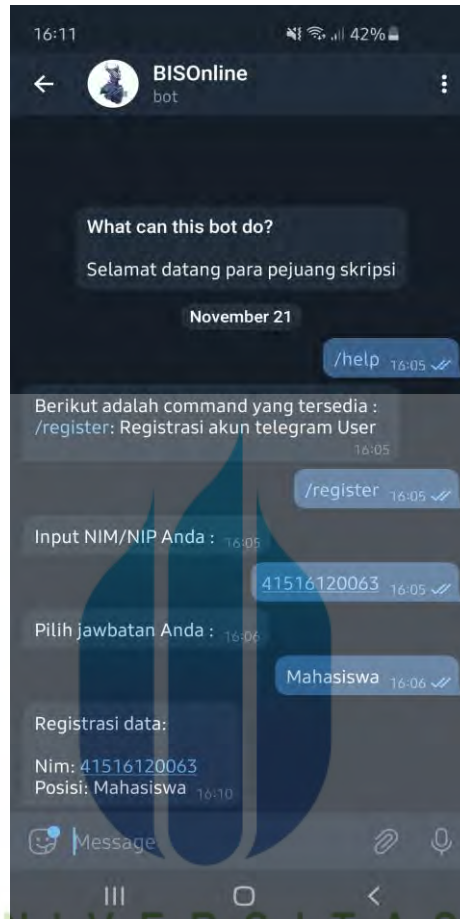 16:11
42%
BISOnline
bot
What can this bot do?
Selamat datang para pejuang skripsi
November 21
/help 16:05
Berikut adalah command yang tersedia :
/register: Registrasi akun telegram User
16:05
/register 16:05
Input NIM/NIP Anda : 16:05
41516120063 16:05
Pilih jawbatan Anda : 16:06
Mahasiswa 16:06
Registrasi data:
Nim: 41516120063
Posisi: Mahasiswa 16:10
Message